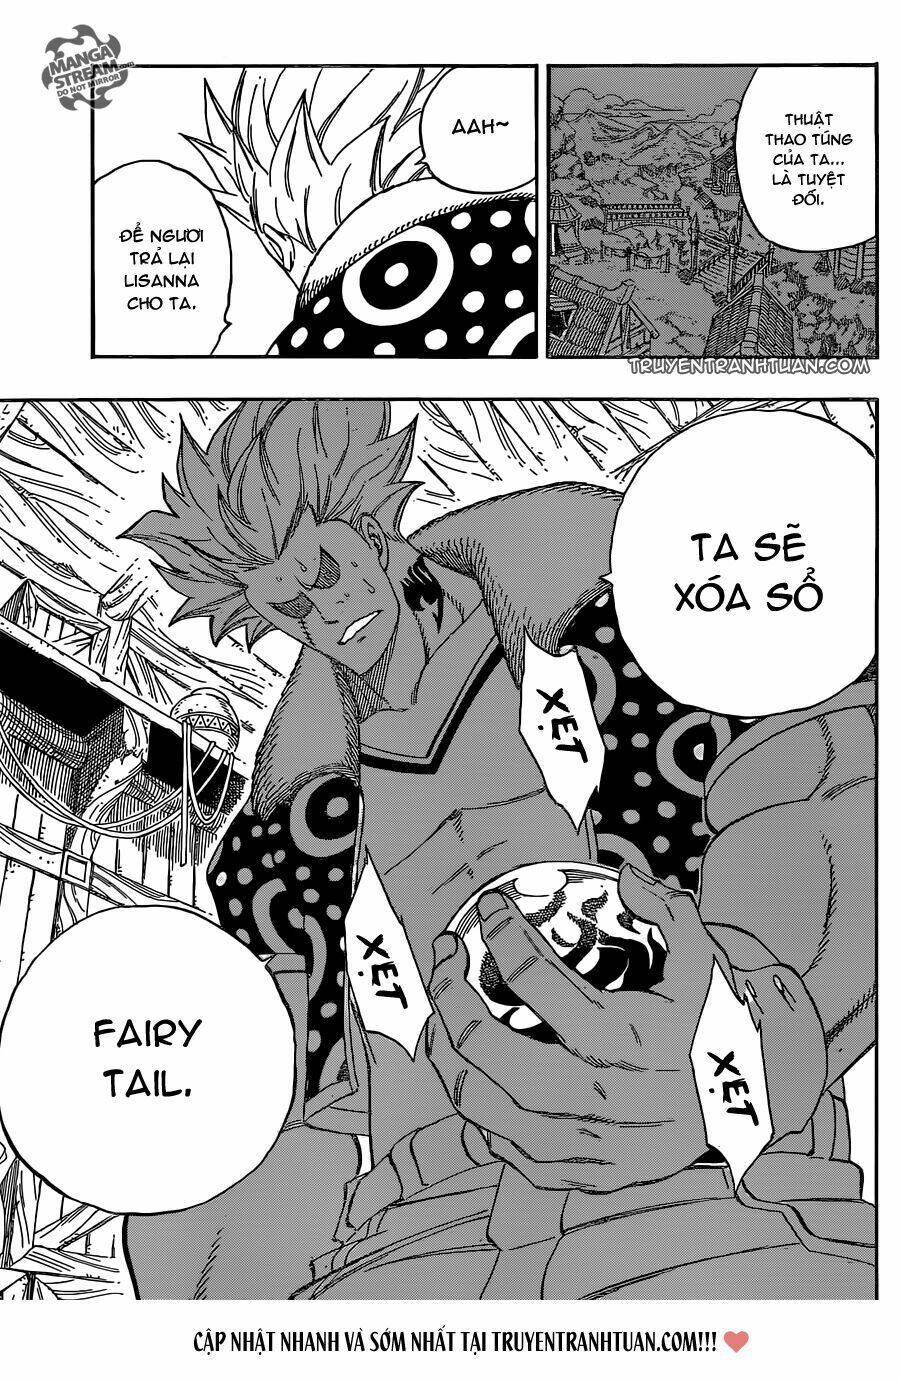 MANGA
STREAM.com
DO NOT MIRROR
THUẬT
THAO TÚNG
CỦA TA...
LÀ TUYỆT
ĐỐI.
TRUYENTRANHTUAN.COM
AAH~
ĐỂ NGƯƠI
TRẢ LẠI
LISANNA
CHO TA.
TA SẼ
XÓA SỔ
XẸT
XẸT
XẸT
FAIRY
TAIL.
CẬP NHẬT NHANH VÀ SỚM NHẤT TẠI TRUYENTRANHTUAN.COM!!! ❤